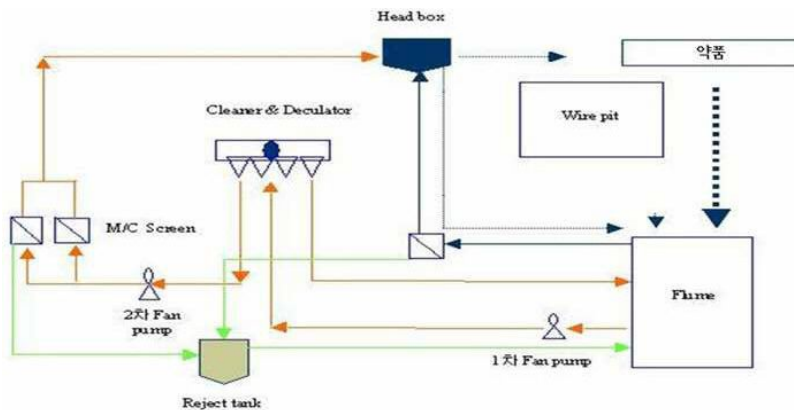 Head box
약품
Cleaner & Deculator
Wire pit
M/C Screen
Flume
2차 Fan
pump
1차 Fan pump
Reject tank